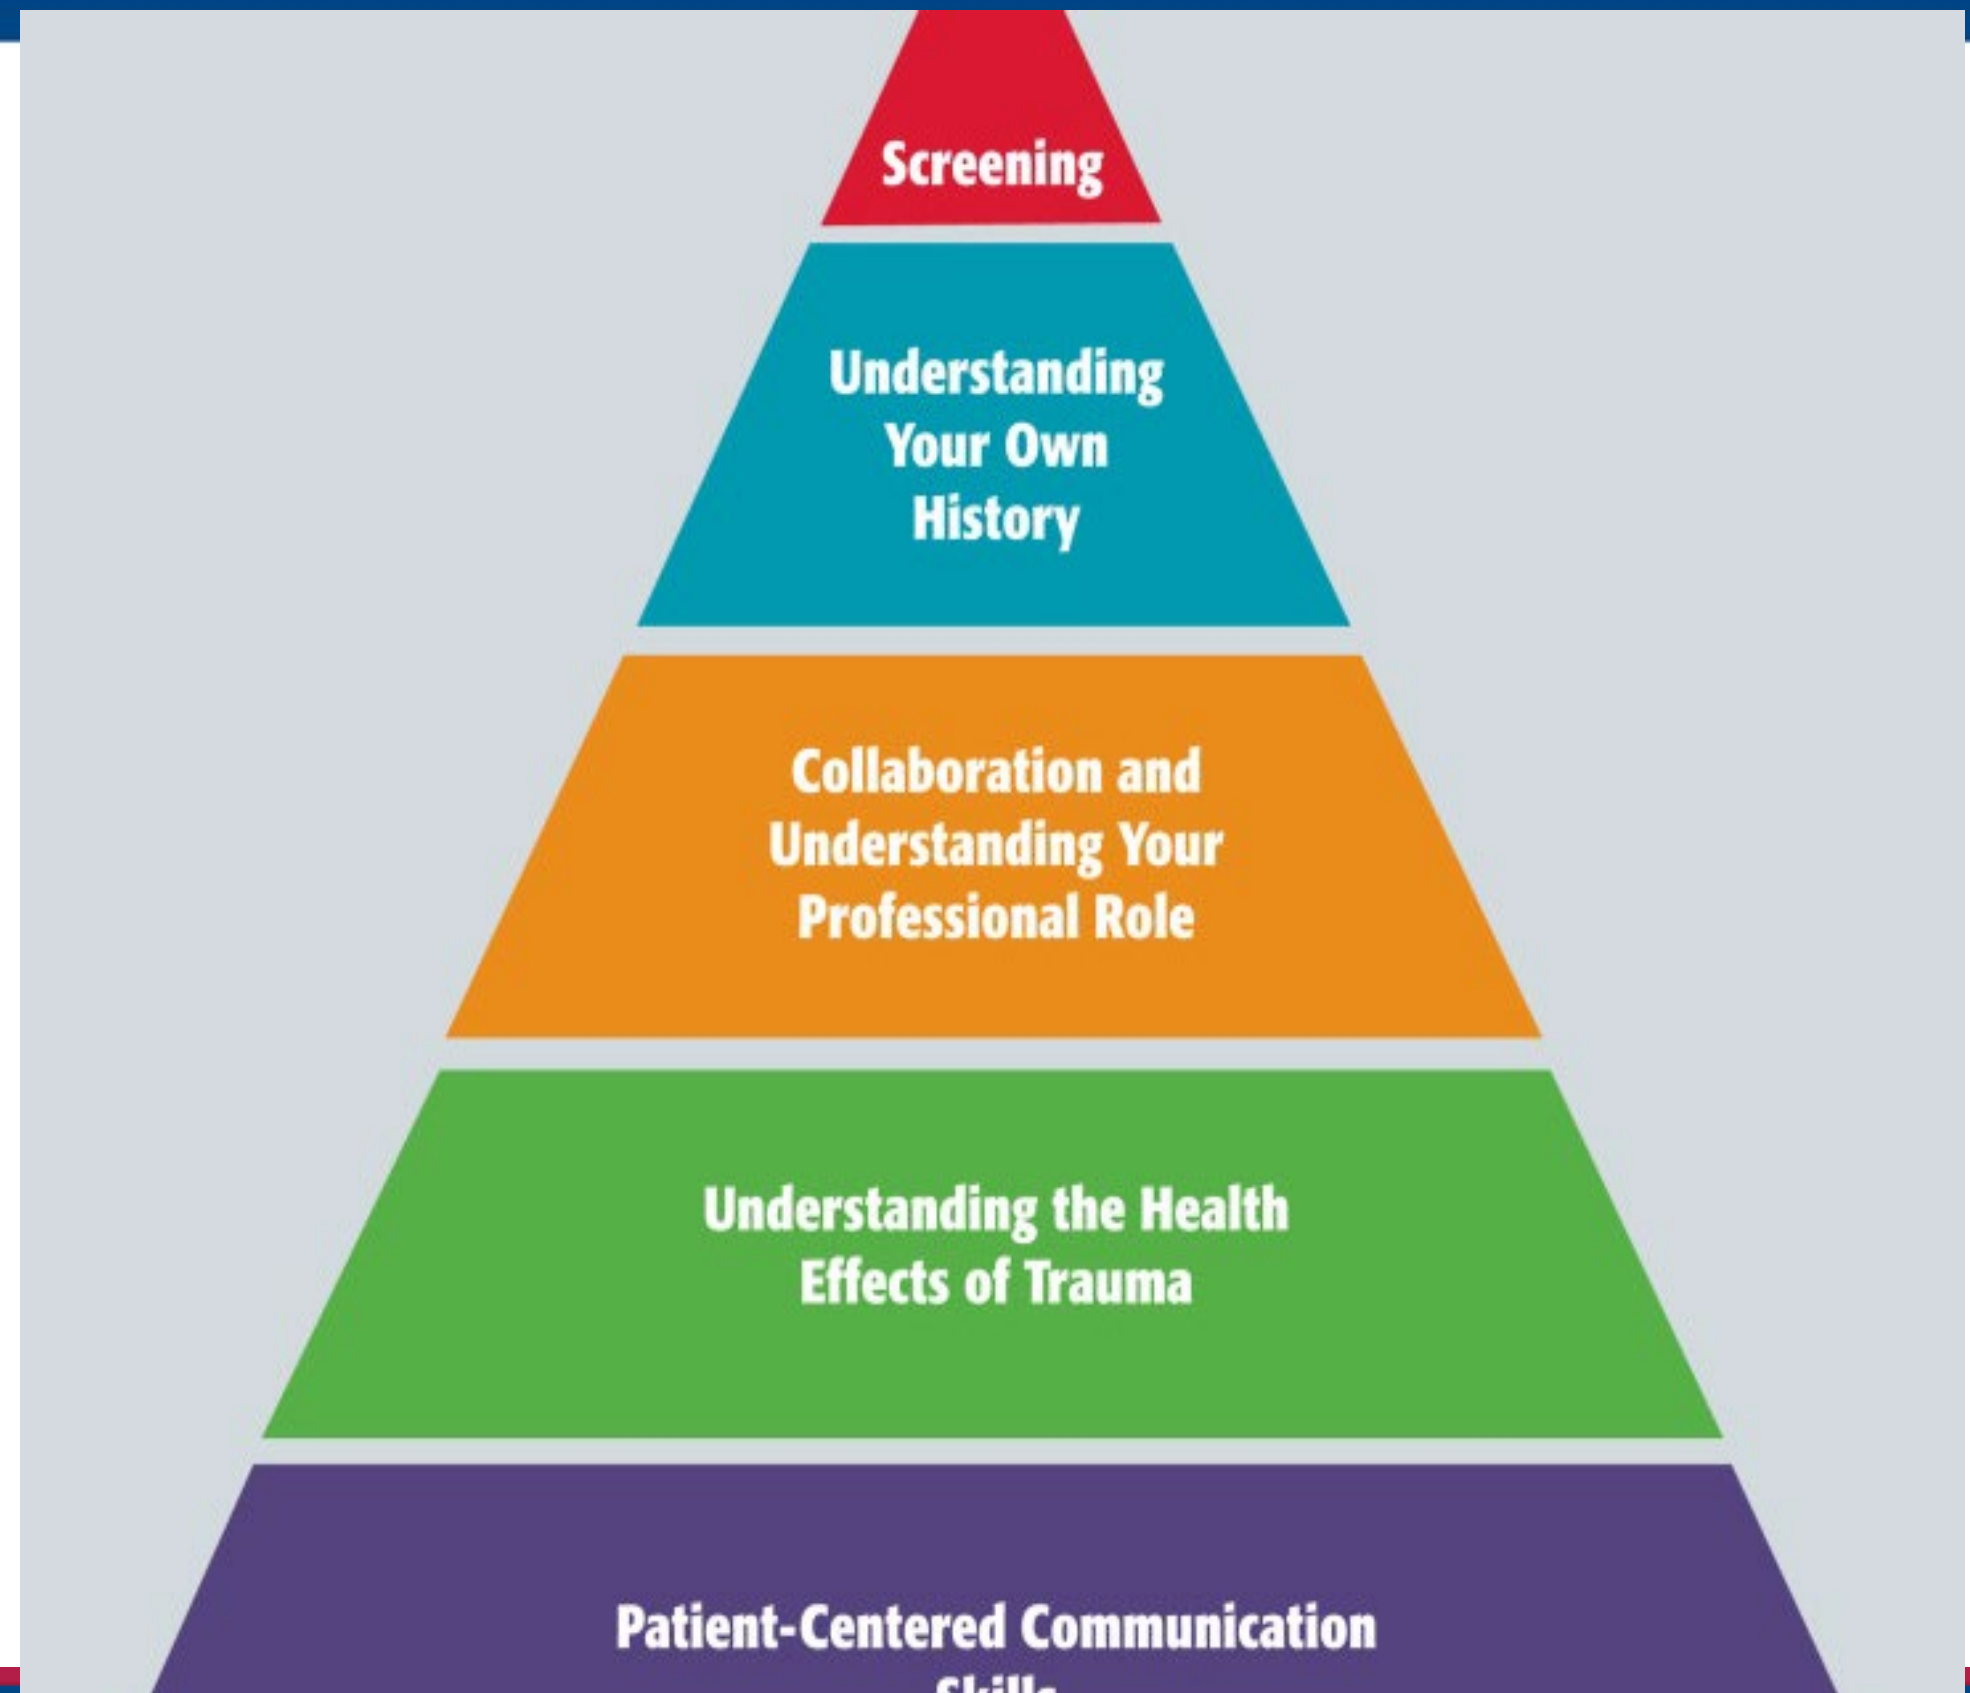 Screening
Understanding
Your Own
History
Collaboration and
Understanding Your
Professional Role
Understanding the Health
Effects of Trauma
Patient-Centered Communication
Skills